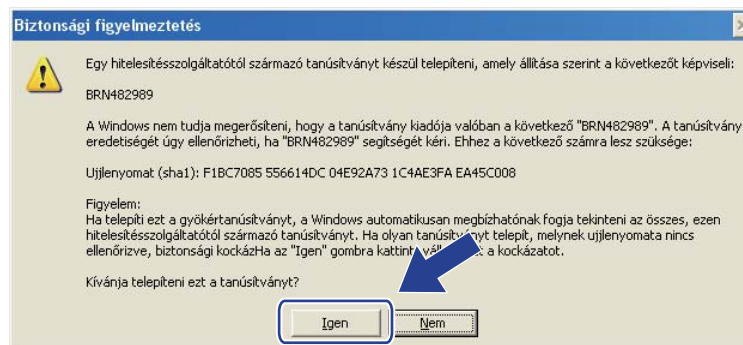 Biztonsági figyelmeztetés
Egy hitelesítésszolgáltatótól származó tanúsítványt készül telepíteni, amely állítása szerint a következőt képviseli:
BRN482989
A Windows nem tudja megerősíteni, hogy a tanúsítvány kiadója valóban a következő "BRN482989". A tanúsítvány
eredetiségét úgy ellenőrizheti, ha "BRN482989" segítségét kéri. Ehhez a következő számra lesz szüksége:
Ujjlenyomat (sha1): F1BC7085 556614DC 04E92A73 1C4AE3FA EA45C008
Figyelem:
Ha telepíti ezt a gyökértanúsítványt, a Windows automatikusan megbízhatónak fogja tekinteni az összes, ezen
hitelesítésszolgáltatótól származó tanúsítványt. Ha olyan tanúsítványt telepít, melynek ujjlenyomata nincs
ellenőrizve, biztonsági kockázHa az "Igen" gombra kattint a kockázatot.
Kívánja telepíteni ezt a tanúsítványt?
Igen
Nem